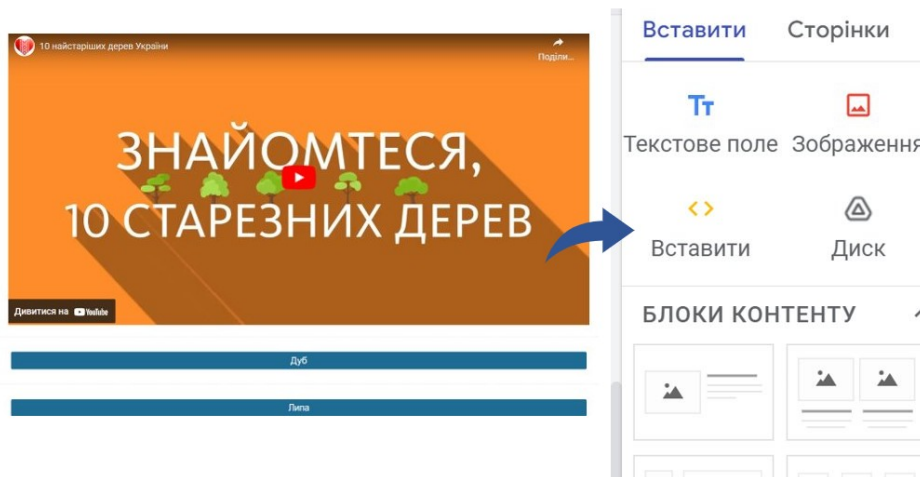 10 найстаріших дерев України
Поділи...
ЗНАЙОМТЕСЯ,
10 СТАРЕЗНИХ ДЕРЕВ
Дивитися на YouTube
Дуб
Липа
Вставити Сторінки
Текстове поле Зображення
Вставити Диск
БЛОКИ КОНТЕНТУ